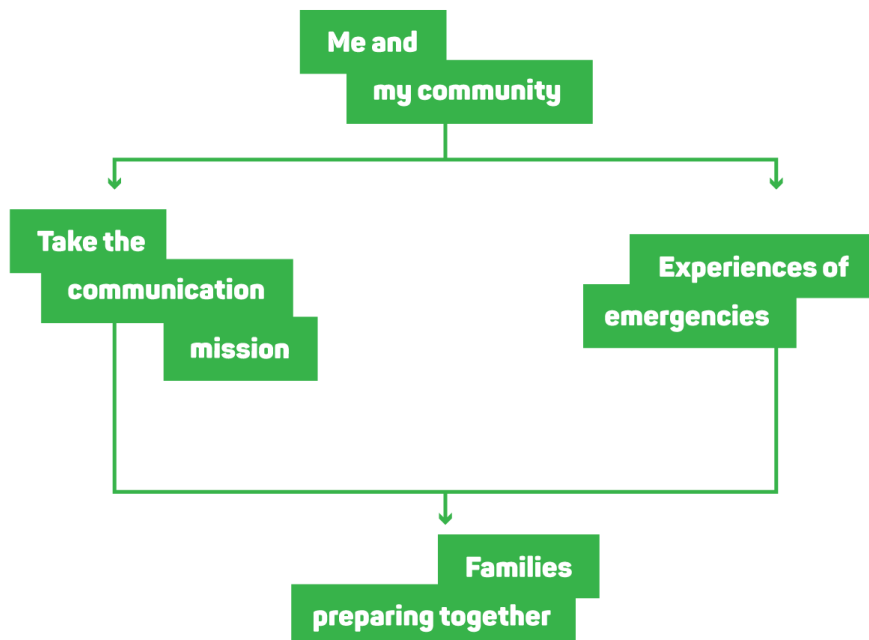 Me and
my community
Take the
communication
mission
Experiences of
emergencies
Families
preparing together